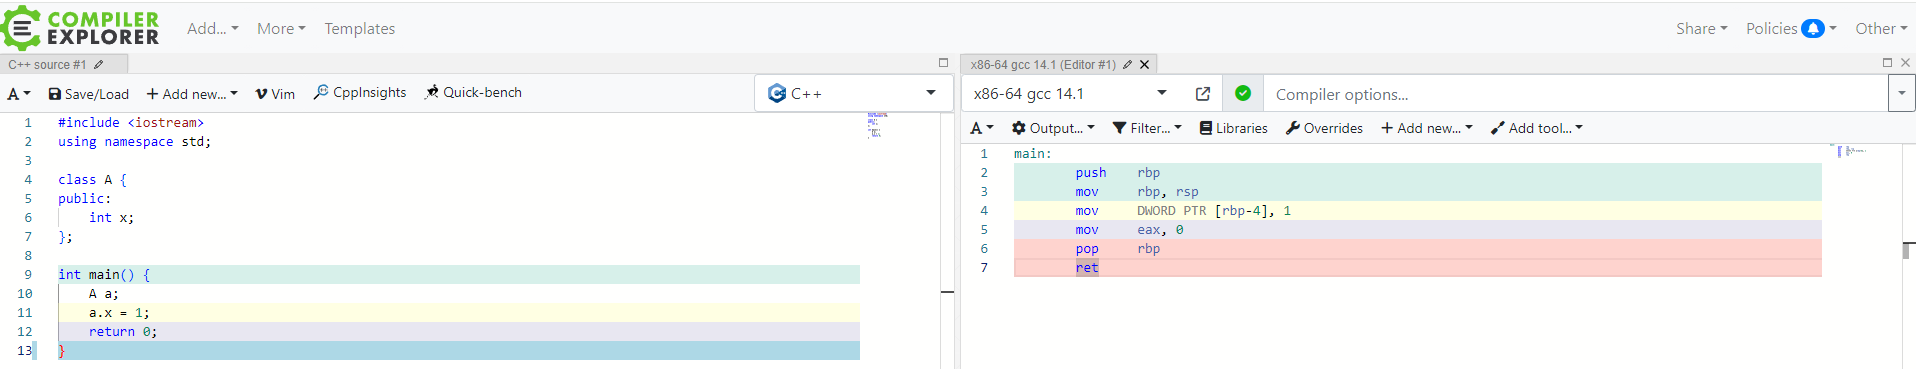 COMPILER
EXPLORER
Add...
More
Templates
Share
Policies
Other
C++ source #1
A
Save/Load
Add new...
Vim
CppInsights
Quick-bench
C++
1 #include <iostream>
2 using namespace std;
3
4 class A {
5 public:
6 int x;
7 };
8
9 int main() {
10 A a;
11 a.x = 1;
12 return 0;
13 }
x86-64 gcc 14.1 (Editor #1)
x86-64 gcc 14.1
Compiler options...
A
Output...
Filter...
Libraries
Overrides
Add new...
Add tool...
1 main:
2 push rbp
3 mov rbp, rsp
4 mov DWORD PTR [rbp-4], 1
5 mov eax, 0
6 pop rbp
7 ret